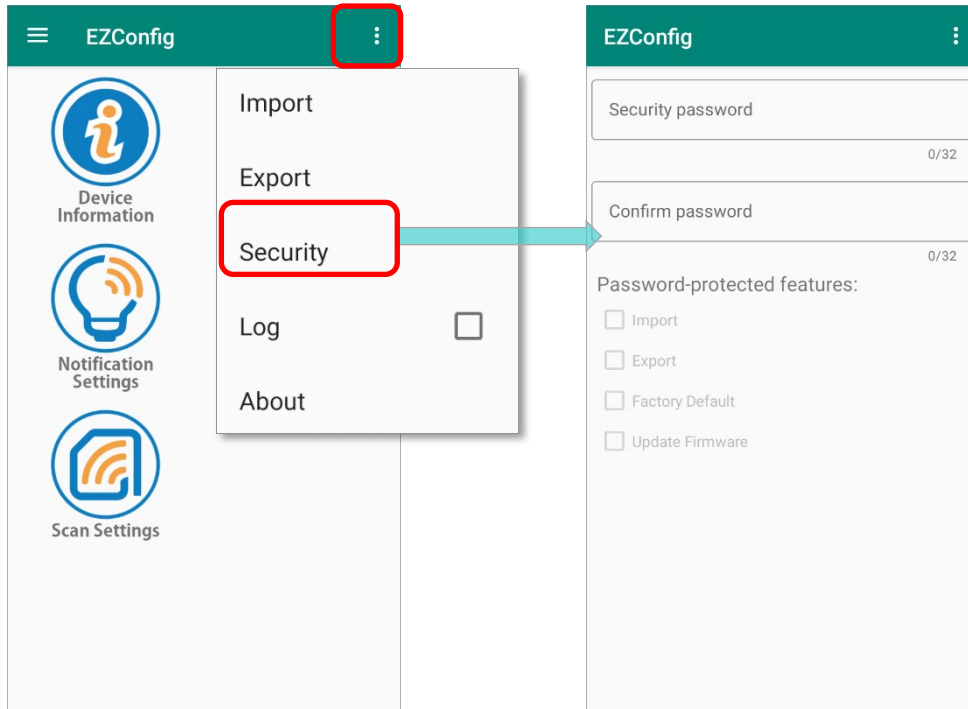 EZConfig
Import
Export
Security
Log
About
Device
Information
Notification
Settings
Scan Settings
EZConfig
Security password
0/32
Confirm password
0/32
Password-protected features:
Import
Export
Factory Default
Update Firmware